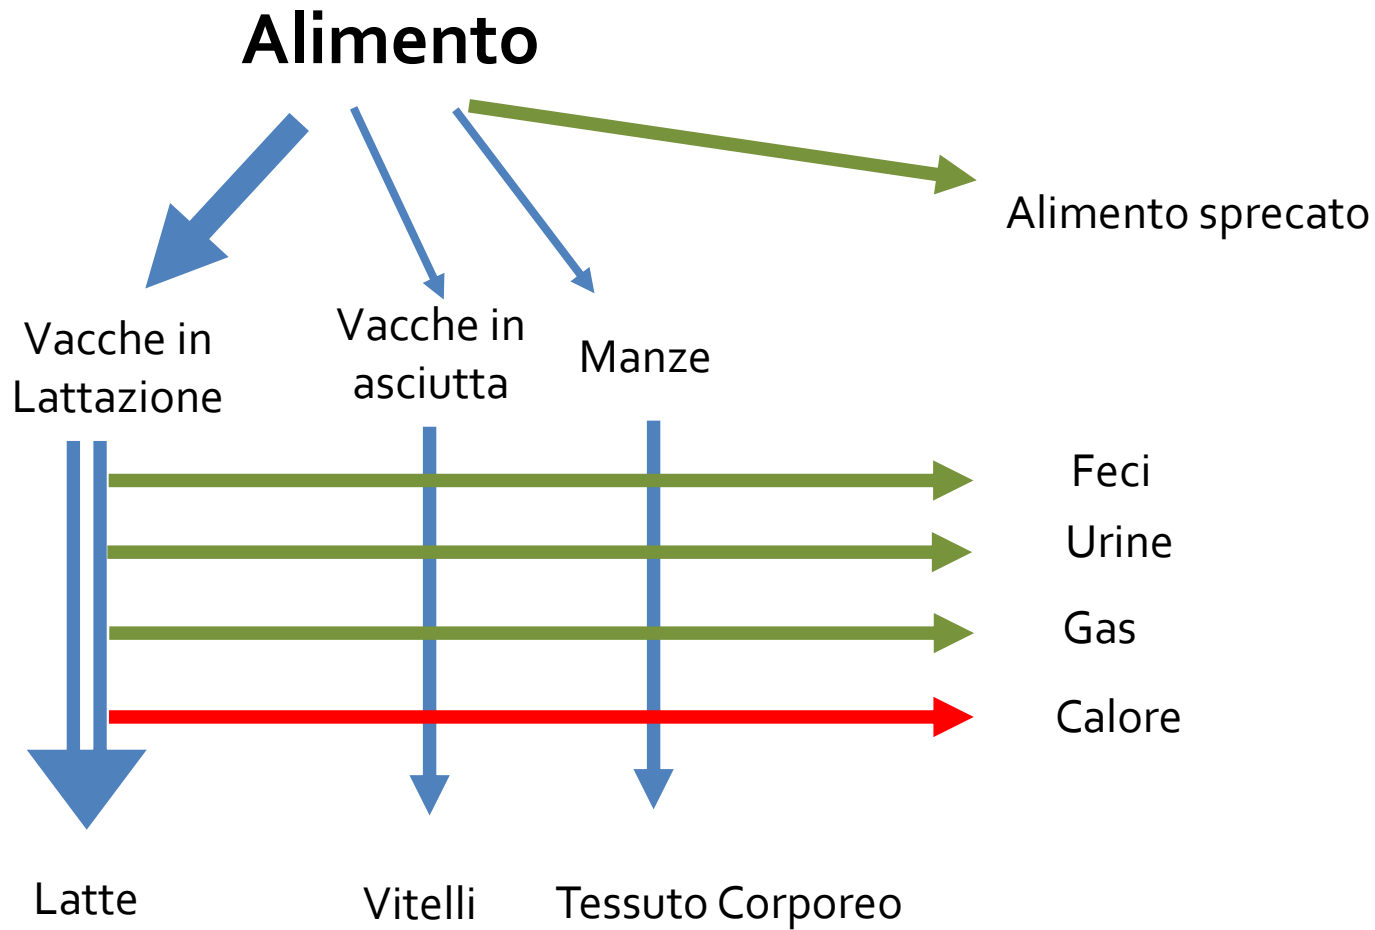 Alimento
Alimento sprecato
Vacche in
Lattazione
Vacche in
asciutta
Manze
Feci
Urine
Gas
Calore
Latte
Vitelli
Tessuto Corporeo